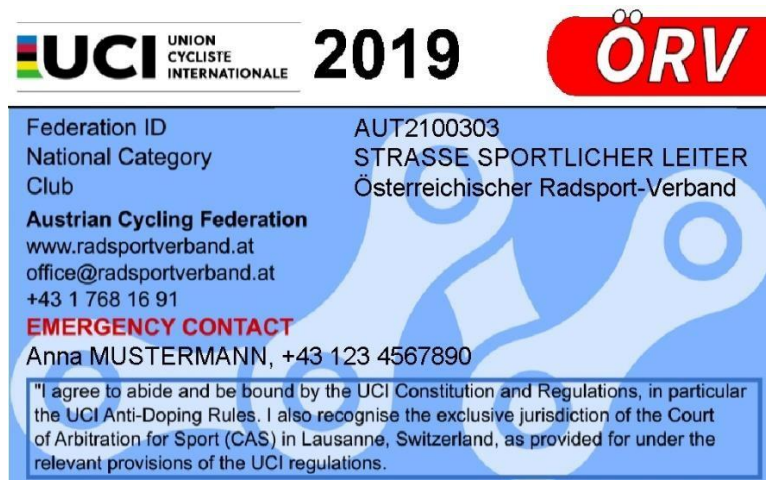 UCI UNION CYCLISTE INTERNATIONALE 2019 ÖRV
Federation ID AUT2100303
National Category STRASSE SPORTLICHER LEITER
Club Österreichischer Radsport-Verband
Austrian Cycling Federation
www.radsportverband.at
office@radsportverband.at
+43 1 768 16 91
EMERGENCY CONTACT
Anna MUSTERMANN, +43 123 4567890
"I agree to abide and be bound by the UCI Constitution and Regulations, in particular
the UCI Anti-Doping Rules. I also recognise the exclusive jurisdiction of the Court
of Arbitration for Sport (CAS) in Lausanne, Switzerland, as provided for under the
relevant provisions of the UCI regulations.